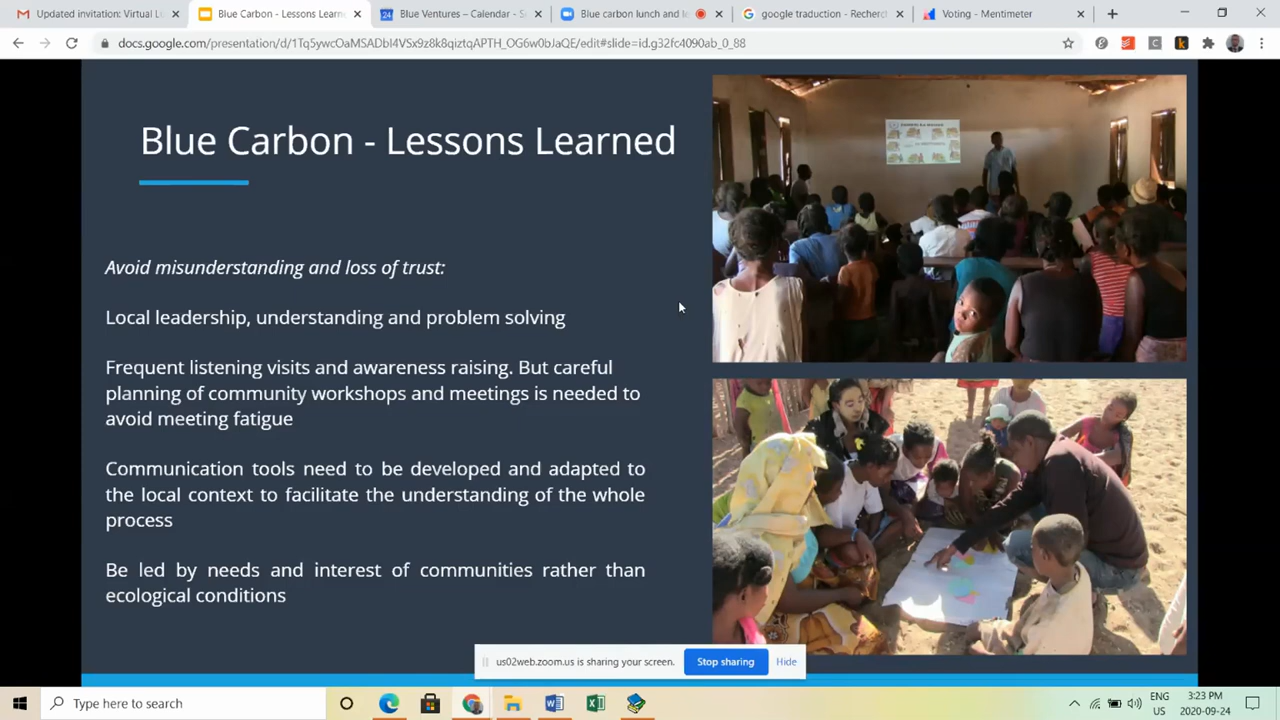 Updated invitation: Virtual L
Blue Carbon - Lessons Learn
Blue Ventures – Calendar - S
Blue carbon lunch and l
google traduction - Recherc
Voting - Mentimeter
docs.google.com/presentation/d/
/edit#slide=id.g32fc4090ab_0_88
Blue Carbon - Lessons Learned
Avoid misunderstanding and loss of trust:
Local leadership, understanding and problem solving
Frequent listening visits and awareness raising. But careful
planning of community workshops and meetings is needed to
avoid meeting fatigue
Communication tools need to be developed and adapted to
the local context to facilitate the understanding of the whole
process
Be led by needs and interest of communities rather than
ecological conditions
us02web.zoom.us is sharing your screen.
Stop sharing
Hide
Type here to search
ENG
US
3:23 PM
2020-09-24